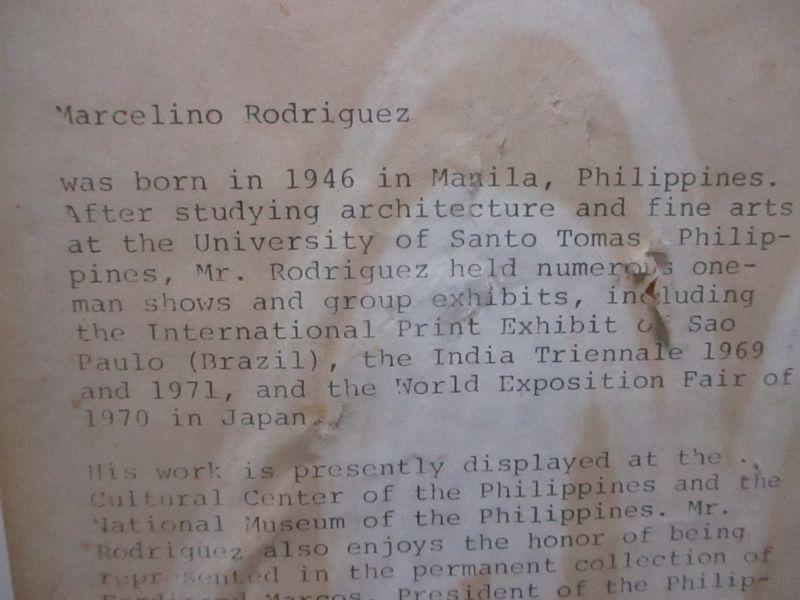 Marcelino Rodriguez
was born in 1946 in Manila, Philippines.
After studying architecture and fine arts
at the University of Santo Tomas, Philip-
pines, Mr. Rodriguez held numerous one-
man shows and group exhibits, including
the International Print Exhibit of Sao
Paulo (Brazil), the India Triennale 1969
and 1971, and the World Exposition Fair of
1970 in Japan.
His work is presently displayed at the
Cultural Center of the Philippines and the
National Museum of the Philippines. Mr.
Rodriguez also enjoys the honor of being
represented in the permanent collection of
Ferdinand Marcos, President of the Philip-